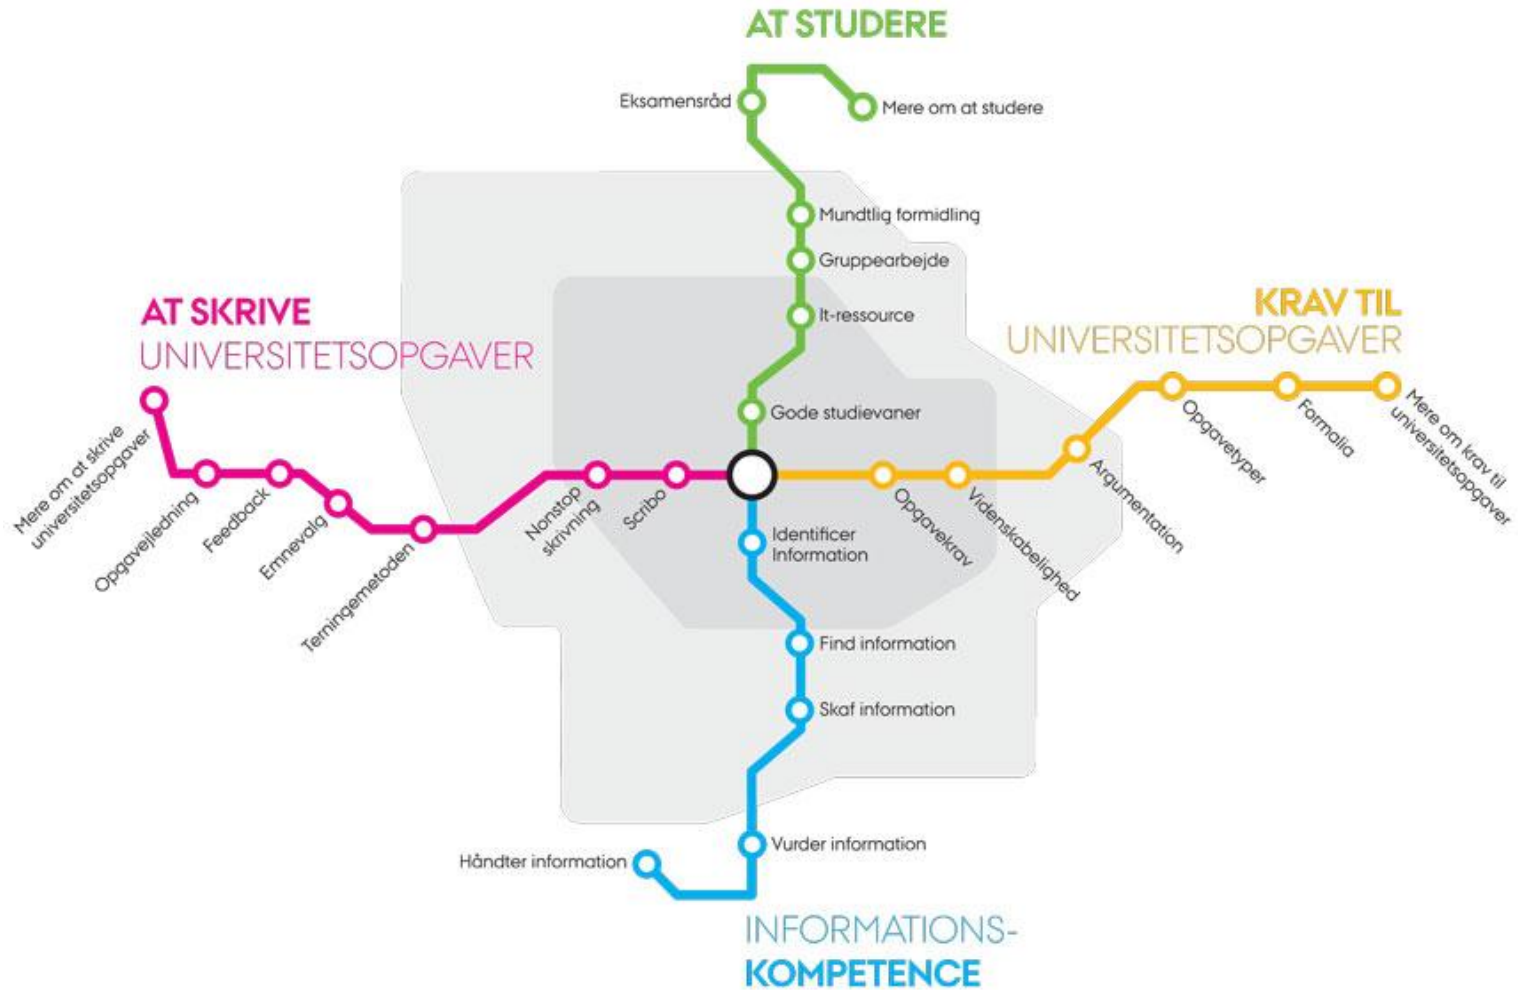 AT STUDERE
Eksamensråd
Mere om at studere
Mundtlig formidling
Gruppearbejde
It-ressource
Gode studievaner
AT SKRIVE
UNIVERSITETSOPGAVER
Mere om at skrive
universitetsopgaver
Opgavejledning
Feedback
Emnevalg
Terningemetoden
Nonstop
skrivning
Scribo
KRAV TIL
UNIVERSITETSOPGAVER
Opgavekrav
Videnskabelighed
Argumentation
Opgavetyper
Formalia
Mere om krav til
universitetsopgaver
Identificer
Information
Find information
Skaf information
Vurder information
Håndter information
INFORMATIONS-
KOMPETENCE